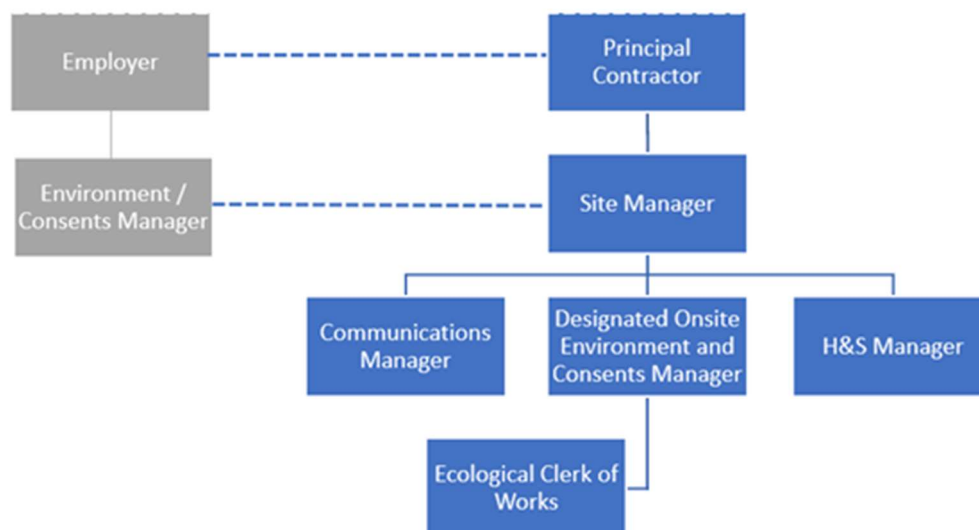 Employer
Principal
Contractor
Environment /
Consents Manager
Site Manager
Communications
Manager
Designated Onsite
Environment and
Consents Manager
H&S Manager
Ecological Clerk of
Works